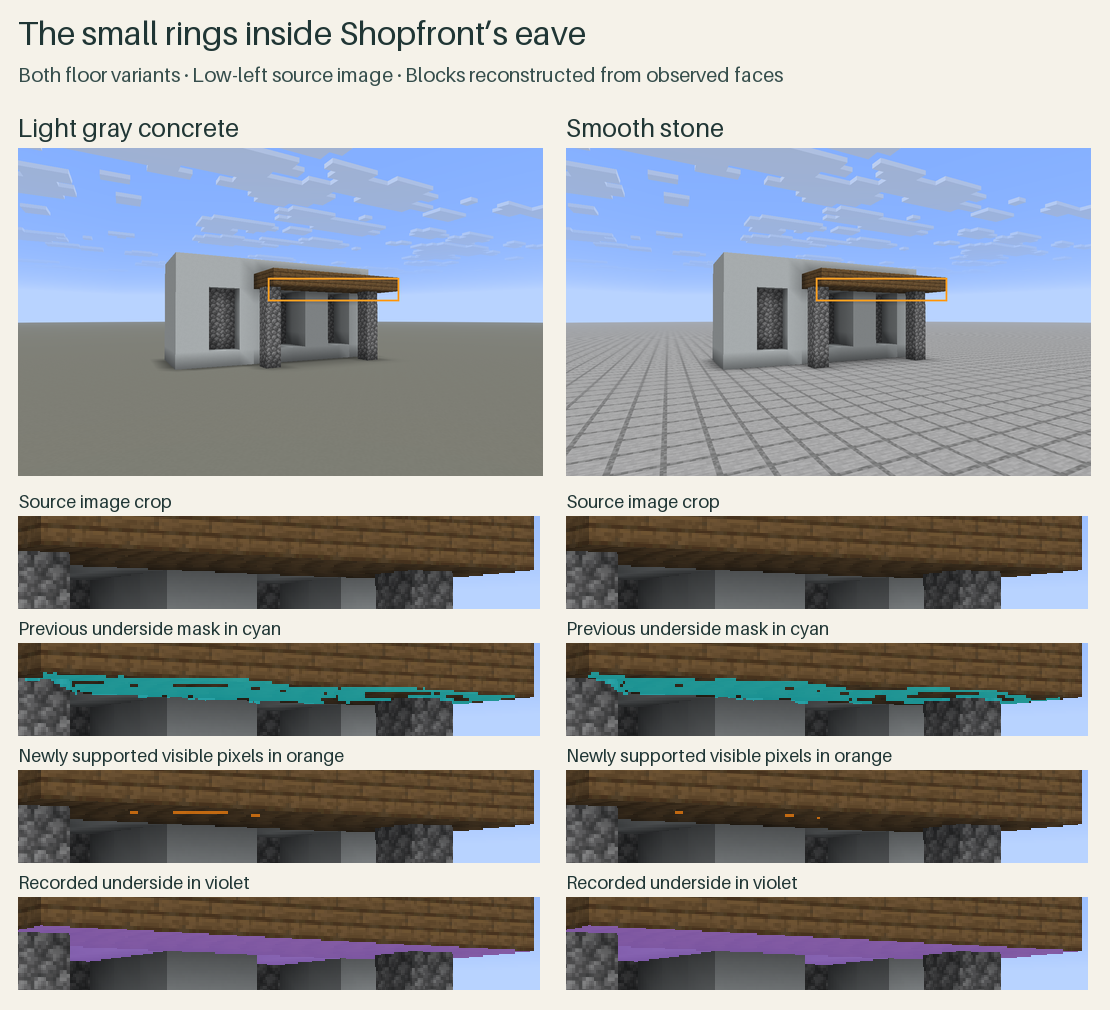 The small rings inside Shopfront’s eave
Both floor variants · Low-left source image · Blocks reconstructed from observed faces
Light gray concrete
Smooth stone
Source image crop
Source image crop
Previous underside mask in cyan
Previous underside mask in cyan
Newly supported visible pixels in orange
Newly supported visible pixels in orange
Recorded underside in violet
Recorded underside in violet